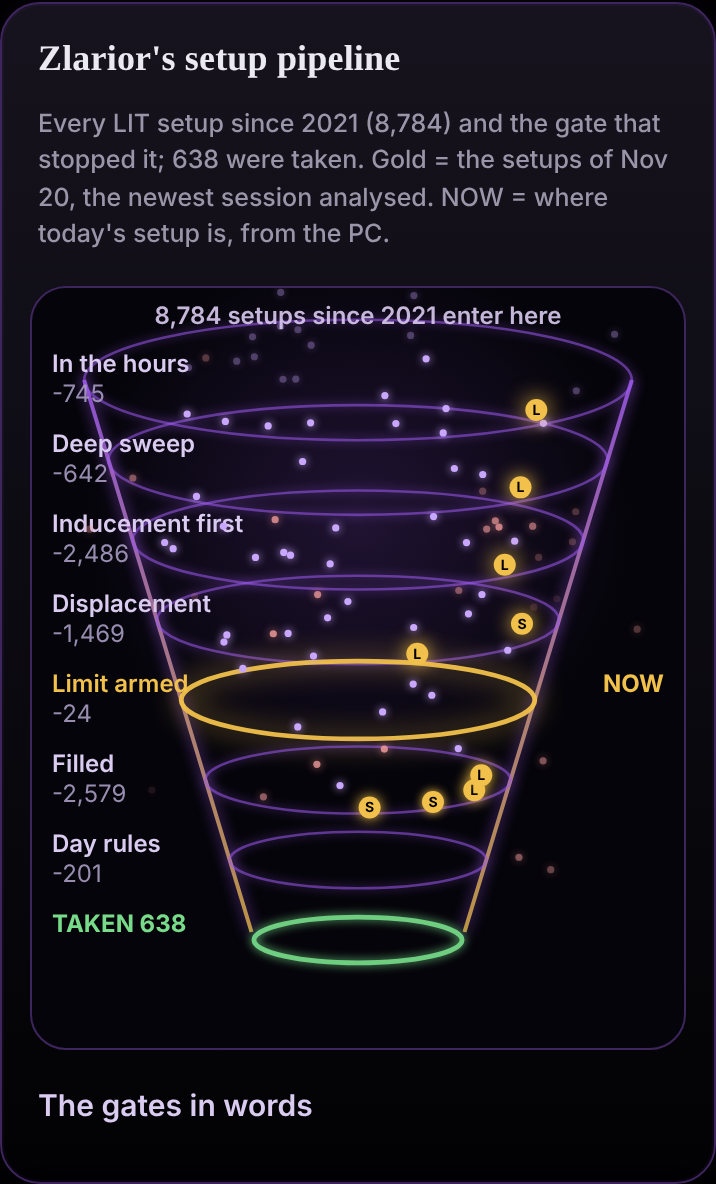 Zlarior's setup pipeline
Every LIT setup since 2021 (8,784) and the gate that
stopped it; 638 were taken. Gold = the setups of Nov
20, the newest session analysed. NOW = where
today's setup is, from the PC.
8,784 setups since 2021 enter here
In the hours
-745
L
Deep sweep
-642
L
Inducement first
-2,486
L
Displacement
-1,469
S
L
Limit armed
NOW
-24
Filled
L
-2,579
L
S
S
Day rules
-201
TAKEN 638
The gates in words